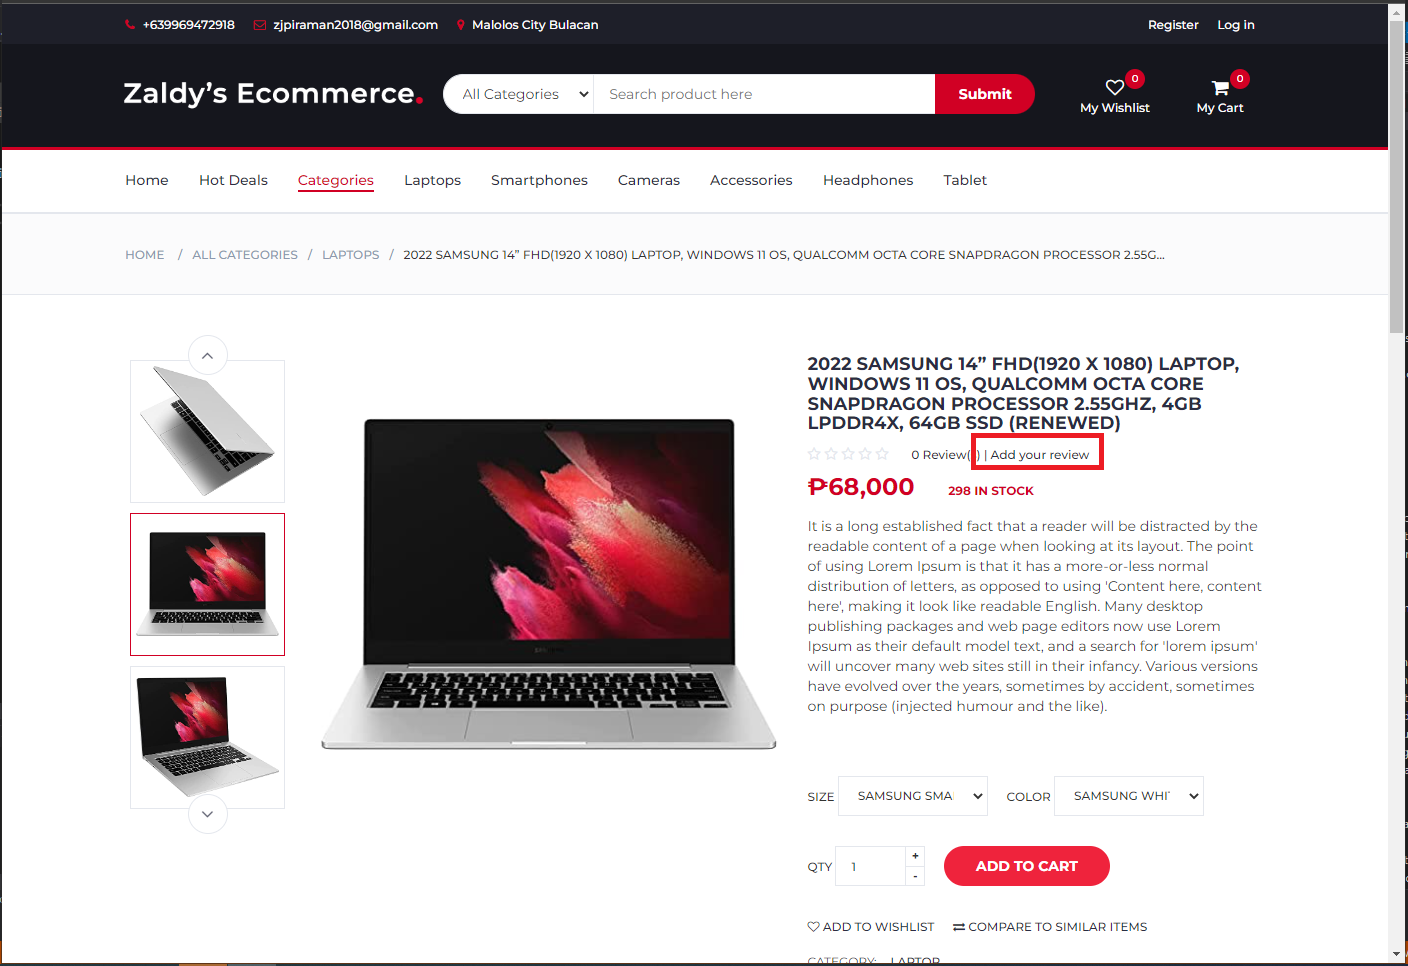 +639969472918 zjpiraman2018@gmail.com Malolos City Bulacan Register Log in
Zaldy’s Ecommerce. All Categories Search product here Submit 0 My Wishlist 0 My Cart
Home Hot Deals Categories Laptops Smartphones Cameras Accessories Headphones Tablet
HOME / ALL CATEGORIES / LAPTOPS / 2022 SAMSUNG 14” FHD(1920 X 1080) LAPTOP, WINDOWS 11 OS, QUALCOMM OCTA CORE SNAPDRAGON PROCESSOR 2.55G...
2022 SAMSUNG 14” FHD(1920 X 1080) LAPTOP,
WINDOWS 11 OS, QUALCOMM OCTA CORE
SNAPDRAGON PROCESSOR 2.55GHZ, 4GB
LPDDR4X, 64GB SSD (RENEWED)
0 Review( ) | Add your review
₱68,000 298 IN STOCK
It is a long established fact that a reader will be distracted by the
readable content of a page when looking at its layout. The point
of using Lorem Ipsum is that it has a more-or-less normal
distribution of letters, as opposed to using 'Content here, content
here', making it look like readable English. Many desktop
publishing packages and web page editors now use Lorem
Ipsum as their default model text, and a search for 'lorem ipsum'
will uncover many web sites still in their infancy. Various versions
have evolved over the years, sometimes by accident, sometimes
on purpose (injected humour and the like).
SIZE SAMSUNG SMA COLOR SAMSUNG WHI
QTY 1 + - ADD TO CART
ADD TO WISHLIST COMPARE TO SIMILAR ITEMS
CATEGORY: LAPTOP